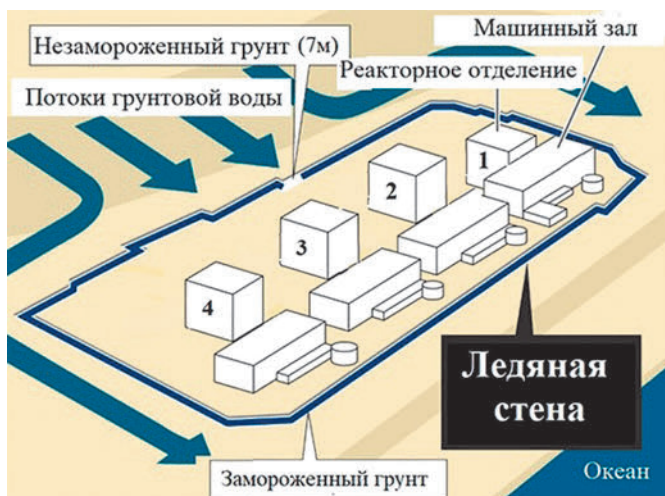 Машинный зал
Незамороженный грунт (7м)
Реакторное отделение
Потоки грунтовой воды
1
2
3
4
Ледяная
стена
Замороженный грунт
Океан